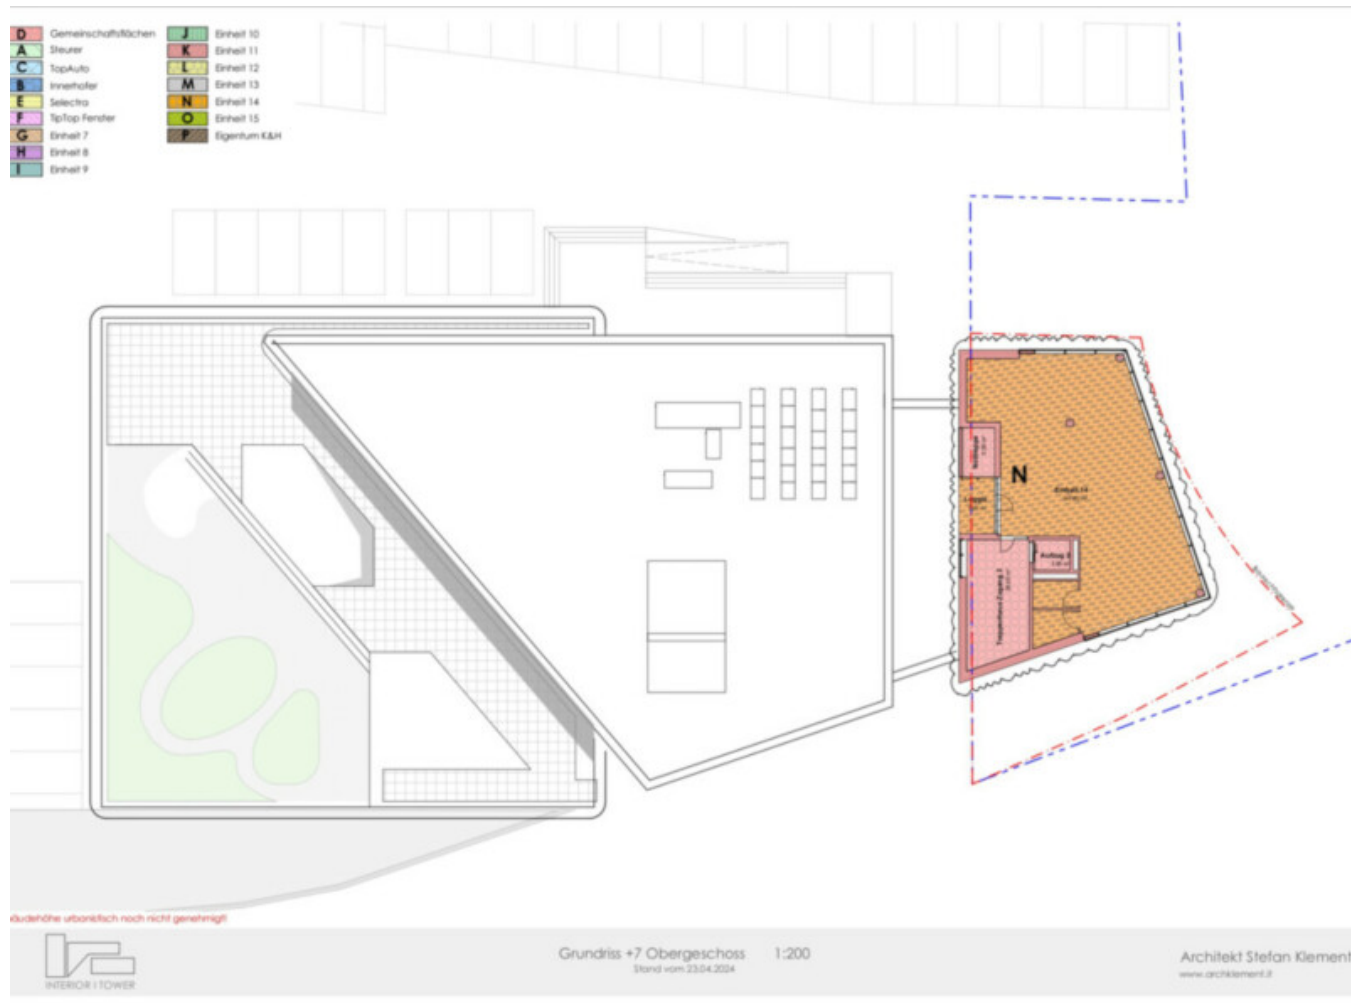 D Gemeinschaftsflächen
A Steurer
C TopAuto
B Innerhofer
E Selectra
F TipTop Fenster
G Einheit 7
H Einheit 8
I Einheit 9
J Einheit 10
K Einheit 11
L Einheit 12
M Einheit 13
N Einheit 14
O Einheit 15
P Eigentum K&H
N
Einheit 14
Aufzug 3
Treppenhaus Zugang 3
äudehöhe urbanistisch noch nicht genehmigt!
INTERIOR I TOWER
Grundriss +7 Obergeschoss 1:200
Stand vom 23.04.2024
Architekt Stefan Klement
www.archklement.it